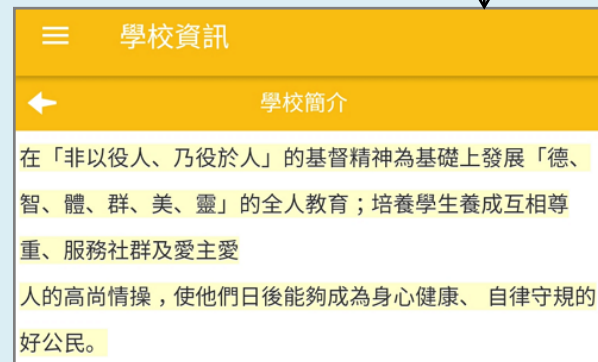 學校資訊
學校簡介
在「非以役人、乃役於人」的基督精神為基礎上發展「德、
智、體、群、美、靈」的全人教育；培養學生養成互相尊
重、服務社群及愛主愛
人的高尚情操，使他們日後能夠成為身心健康、 自律守規的
好公民。